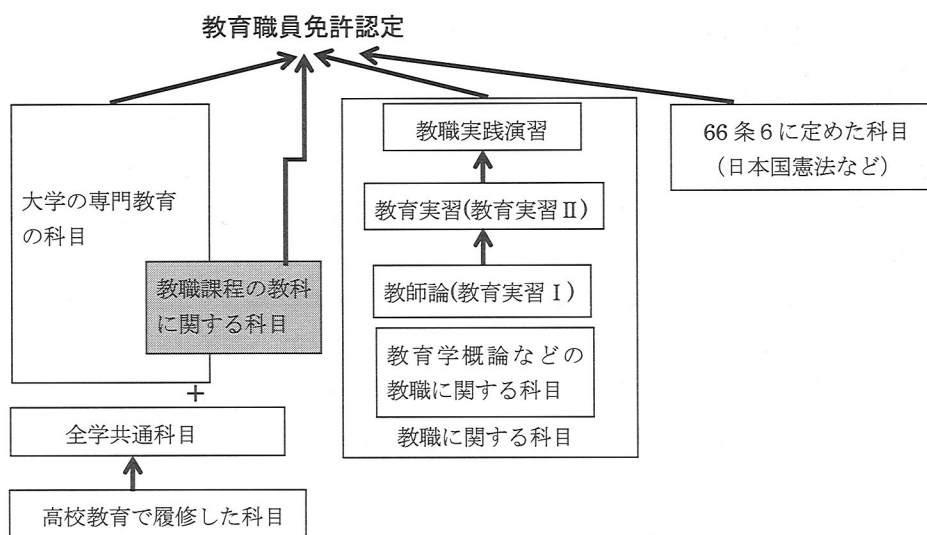 教育職員免許認定
大学の専門教育
の科目
教職課程の教科
に関する科目
+
全学共通科目
高校教育で履修した科目
教職実践演習
教育実習(教育実習Ⅱ)
教師論(教育実習Ⅰ)
教育学概論などの
教職に関する科目
教職に関する科目
66条6に定めた科目
(日本国憲法など)